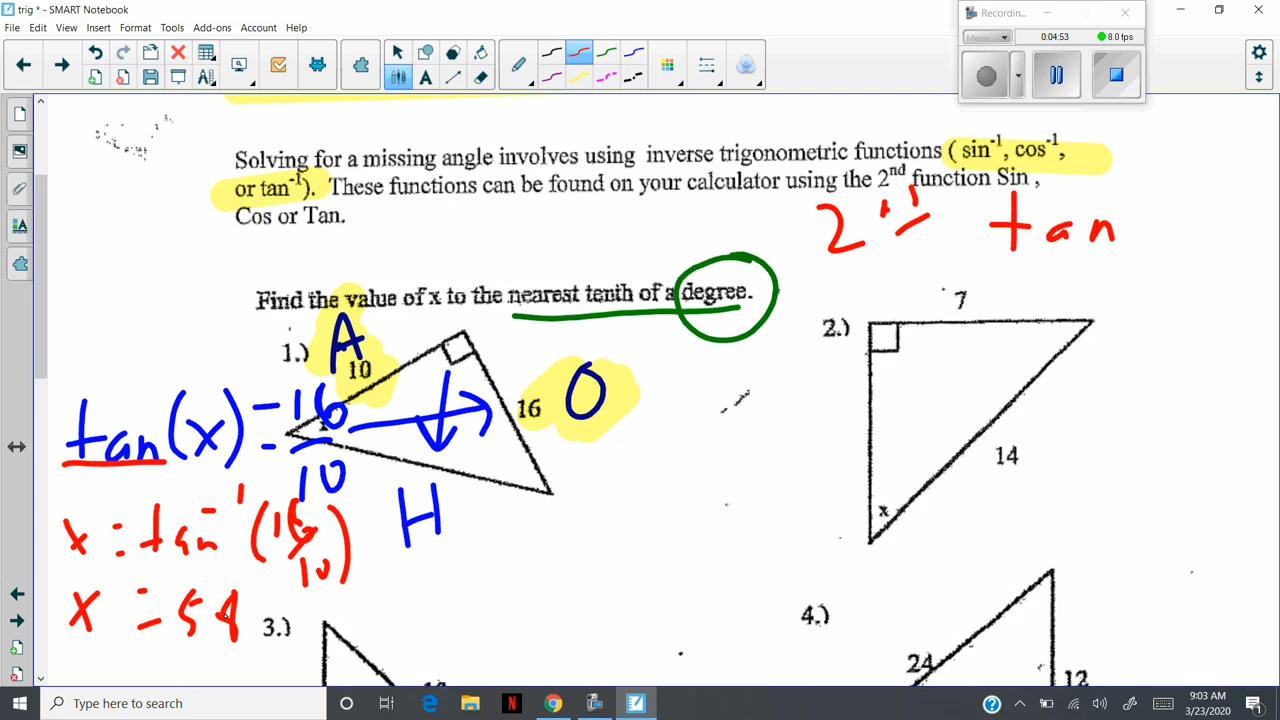 trig * - SMART Notebook
Recordin...
File Edit View Insert Format Tools Add-ons Account Help
Menu
0:04:53
8.0 fps
Solving for a missing angle involves using inverse trigonometric functions ( sin⁻¹, cos⁻¹,
or tan⁻¹). These functions can be found on your calculator using the 2ⁿᵈ function Sin ,
Cos or Tan.
tan
Find the value of x to the nearest tenth of a degree.
1.)
A
10
16
O
x
tan(x) = 16/10
H
x = tan⁻¹(16/10)
x = 58
2.)
7
14
x
3.)
4.)
24
12
Type here to search
9:03 AM
3/23/2020